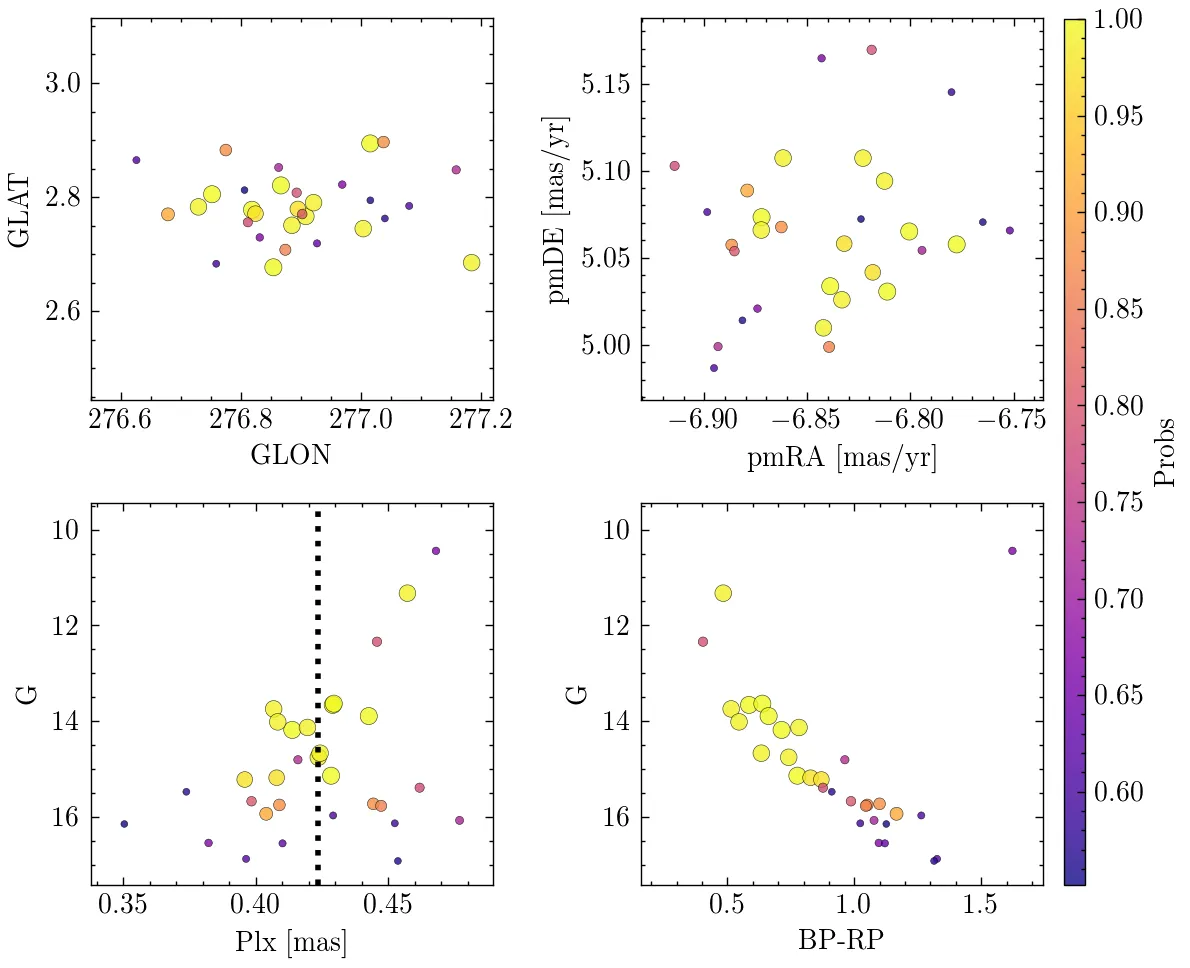 3.0
2.8
2.6
GLAT
276.6 276.8 277.0 277.2
GLON
5.15
5.10
5.05
5.00
pmDE [mas/yr]
−6.90 −6.85 −6.80 −6.75
pmRA [mas/yr]
10
12
14
16
G
0.35 0.40 0.45
Plx [mas]
10
12
14
16
G
0.5 1.0 1.5
BP-RP
1.00
0.95
0.90
0.85
0.80
0.75
0.70
0.65
0.60
Probs